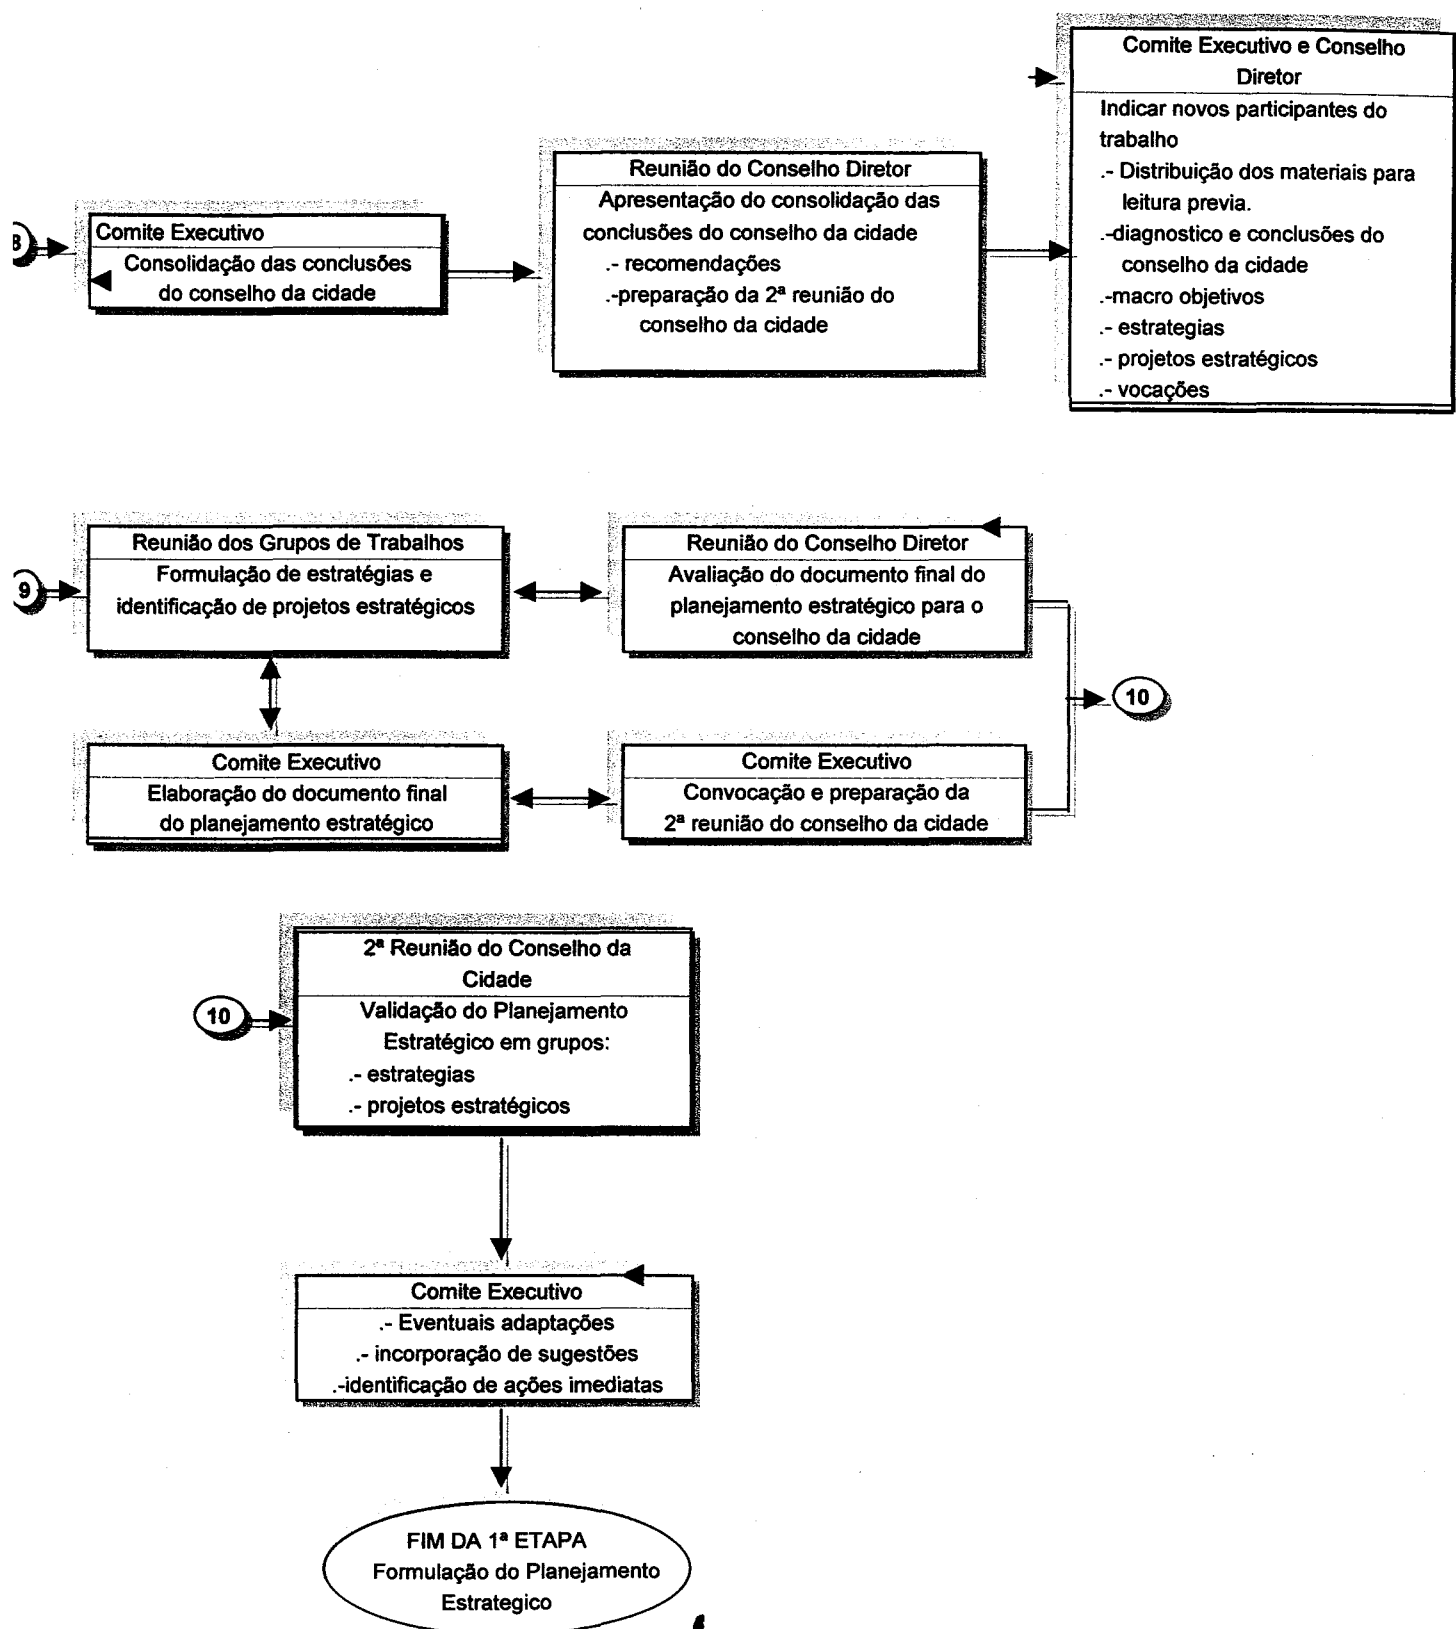 8
Comite Executivo
Consolidação das conclusões
do conselho da cidade
Reunião do Conselho Diretor
Apresentação do consolidação das
conclusões do conselho da cidade
.- recomendações
.-preparação da 2ª reunião do
conselho da cidade
Comite Executivo e Conselho
Diretor
Indicar novos participantes do
trabalho
.- Distribuição dos materiais para
leitura previa.
.-diagnostico e conclusões do
conselho da cidade
.-macro objetivos
.- estrategias
.- projetos estratégicos
.- vocações
9
Reunião dos Grupos de Trabalhos
Formulação de estratégias e
identificação de projetos estratégicos
Reunião do Conselho Diretor
Avaliação do documento final do
planejamento estratégico para o
conselho da cidade
Comite Executivo
Elaboração do documento final
do planejamento estratégico
Comite Executivo
Convocação e preparação da
2ª reunião do conselho da cidade
10
10
2ª Reunião do Conselho da
Cidade
Validação do Planejamento
Estratégico em grupos:
.- estrategias
.- projetos estratégicos
Comite Executivo
.- Eventuais adaptações
.- incorporação de sugestões
.-identificação de ações imediatas
FIM DA 1ª ETAPA
Formulação do Planejamento
Estrategico